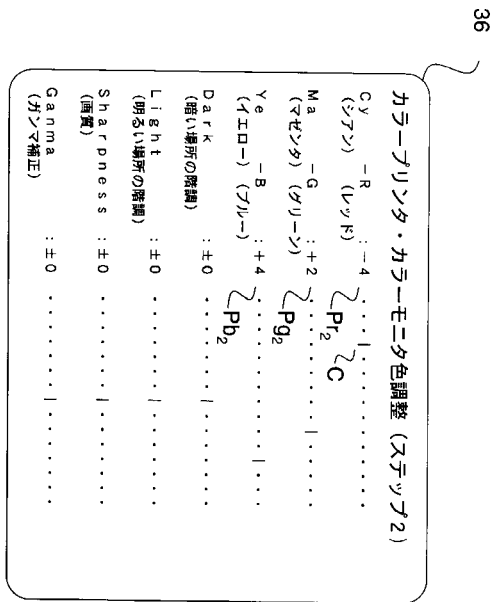 36
カラープリンタ・カラーモニタ色調整 (ステップ2)
Cy －R :－4 ...|..........
(シアン) (レッド)
Pr₂ C
Ma －G :＋2 .........|....
(マゼンタ) (グリーン)
Pg₂
Ye －B :＋4 ...........|...
(イエロー) (ブルー)
Pb₂
Dark :±0 .......|.......
(暗い場所の階調)
Light :±0 .......|.......
(明るい場所の階調)
Sharpness :±0 .......|.......
(画質)
Ganma :±0 .......|.......
(ガンマ補正)